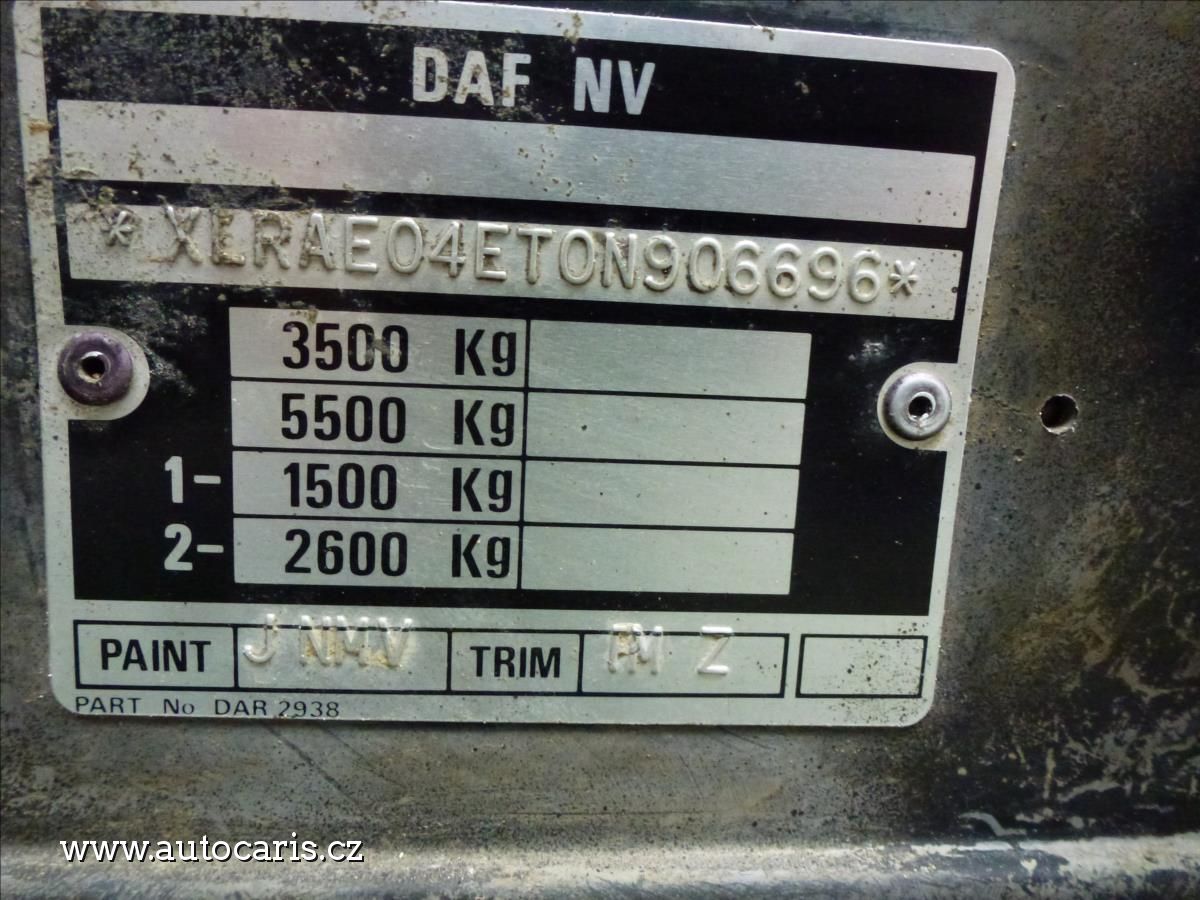 DAF NV
*XLRAE04ET0N906696*
3500 Kg
5500 Kg
1- 1500 Kg
2- 2600 Kg
PAINT J NMV TRIM PM Z
PART No DAR 2938
www.autocaris.cz